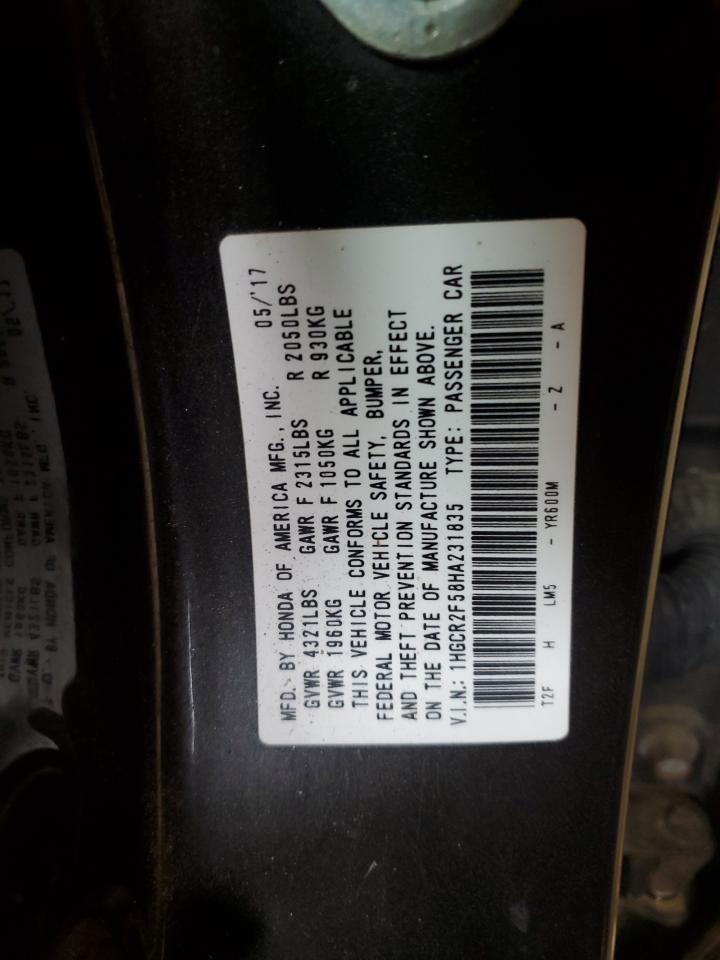 MFD. BY HONDA OF AMERICA MFG., INC. 05/'17
GVWR 4321LBS GAWR F 2315LBS R 2050LBS
GVWR 1960KG GAWR F 1050KG R 930KG
THIS VEHICLE CONFORMS TO ALL APPLICABLE
FEDERAL MOTOR VEHICLE SAFETY, BUMPER,
AND THEFT PREVENTION STANDARDS IN EFFECT
ON THE DATE OF MANUFACTURE SHOWN ABOVE.
V.I.N.: 1HGCR2F58HA231835 TYPE: PASSENGER CAR
T2F H LM5 - YR600M - Z - A